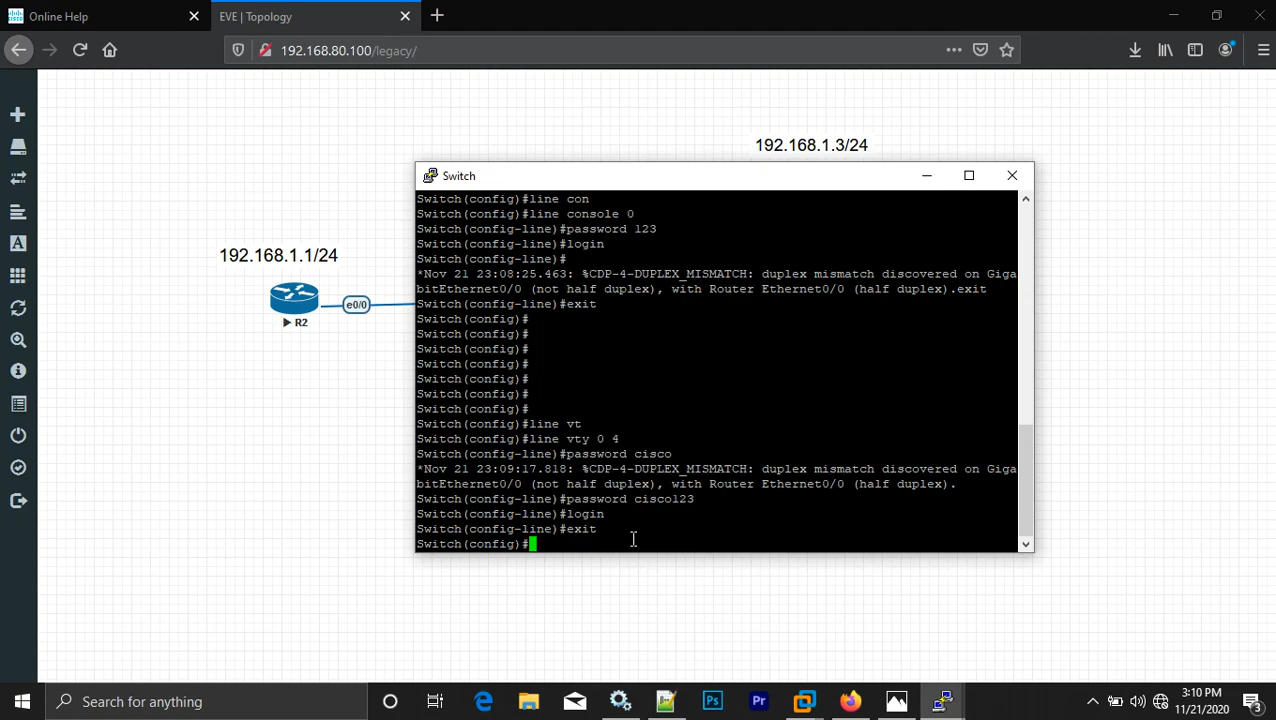 Online Help
EVE | Topology
192.168.80.100/legacy/
192.168.1.3/24
192.168.1.1/24
R2
e0/0
Switch
Switch(config)#line con
Switch(config)#line console 0
Switch(config-line)#password 123
Switch(config-line)#login
Switch(config-line)#
*Nov 21 23:08:25.463: %CDP-4-DUPLEX_MISMATCH: duplex mismatch discovered on Giga
bitEthernet0/0 (not half duplex), with Router Ethernet0/0 (half duplex).exit
Switch(config-line)#exit
Switch(config)#
Switch(config)#
Switch(config)#
Switch(config)#
Switch(config)#
Switch(config)#
Switch(config)#
Switch(config)#line vt
Switch(config)#line vty 0 4
Switch(config-line)#password cisco
*Nov 21 23:09:17.818: %CDP-4-DUPLEX_MISMATCH: duplex mismatch discovered on Giga
bitEthernet0/0 (not half duplex), with Router Ethernet0/0 (half duplex).
Switch(config-line)#password cisco123
Switch(config-line)#login
Switch(config-line)#exit
Switch(config)#
Search for anything
Ps
Pr
3:10 PM
11/21/2020
3